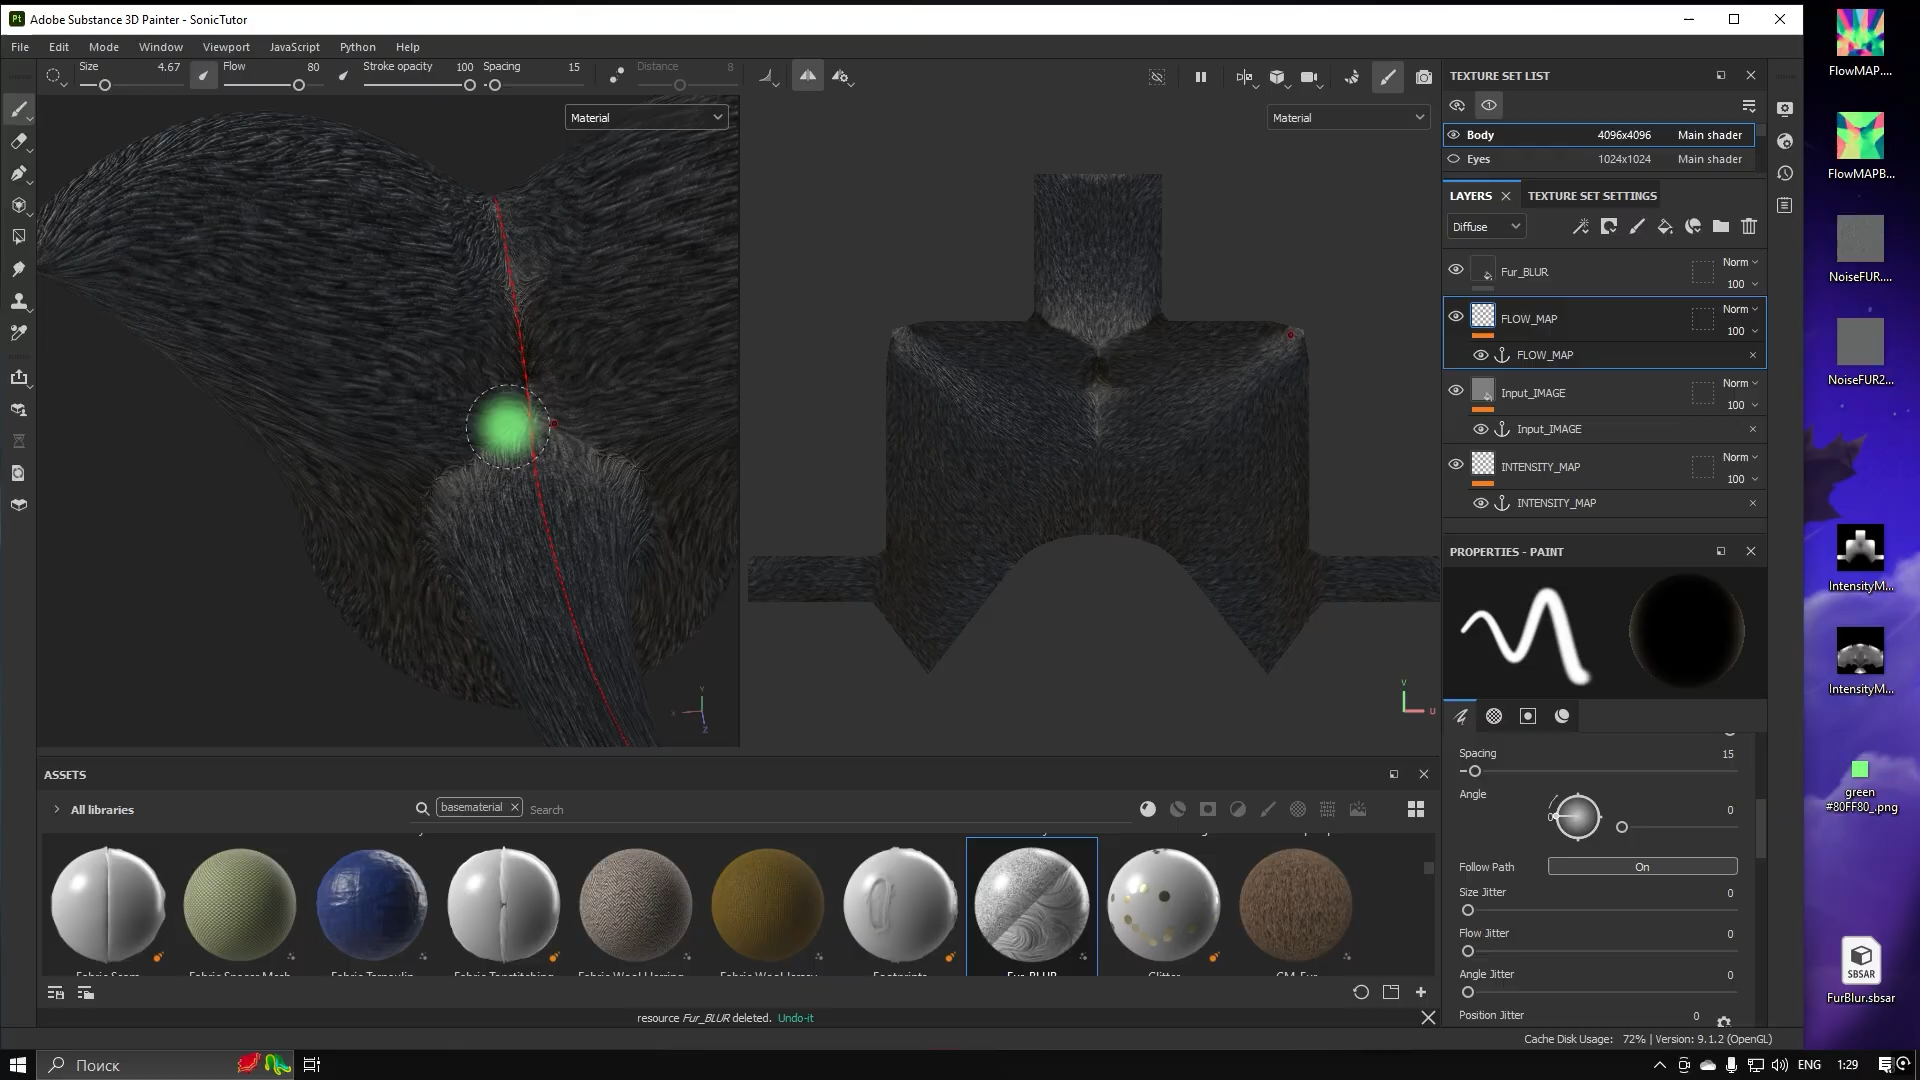 Adobe Substance 3D Painter - SonicTutor
File Edit Mode Window Viewport JavaScript Python Help
Size 4.67 Flow 80 Stroke opacity 100 Spacing 15 Distance 8
Material
Material
TEXTURE SET LIST
Body 4096x4096 Main shader
Eyes 1024x1024 Main shader
LAYERS TEXTURE SET SETTINGS
Diffuse
Fur_BLUR Norm 100
FLOW_MAP Norm 100
FLOW_MAP
Input_IMAGE Norm 100
Input_IMAGE
INTENSITY_MAP Norm 100
INTENSITY_MAP
PROPERTIES - PAINT
Spacing 15
Angle 0 0
Follow Path On
Size Jitter 0
Flow Jitter 0
Angle Jitter 0
Position Jitter 0
ASSETS
All libraries
basematerial Search
Fur_BLUR
Glitter
resource Fur_BLUR deleted. Undo-it
Cache Disk Usage: 72% | Version: 9.1.2 (OpenGL)
FlowMAP....
FlowMAPB...
NoiseFUR....
NoiseFUR2...
IntensityM...
IntensityM...
green
#80FF80_.png
SBSAR
FurBlur.sbsar
Поиск
ENG 1:29